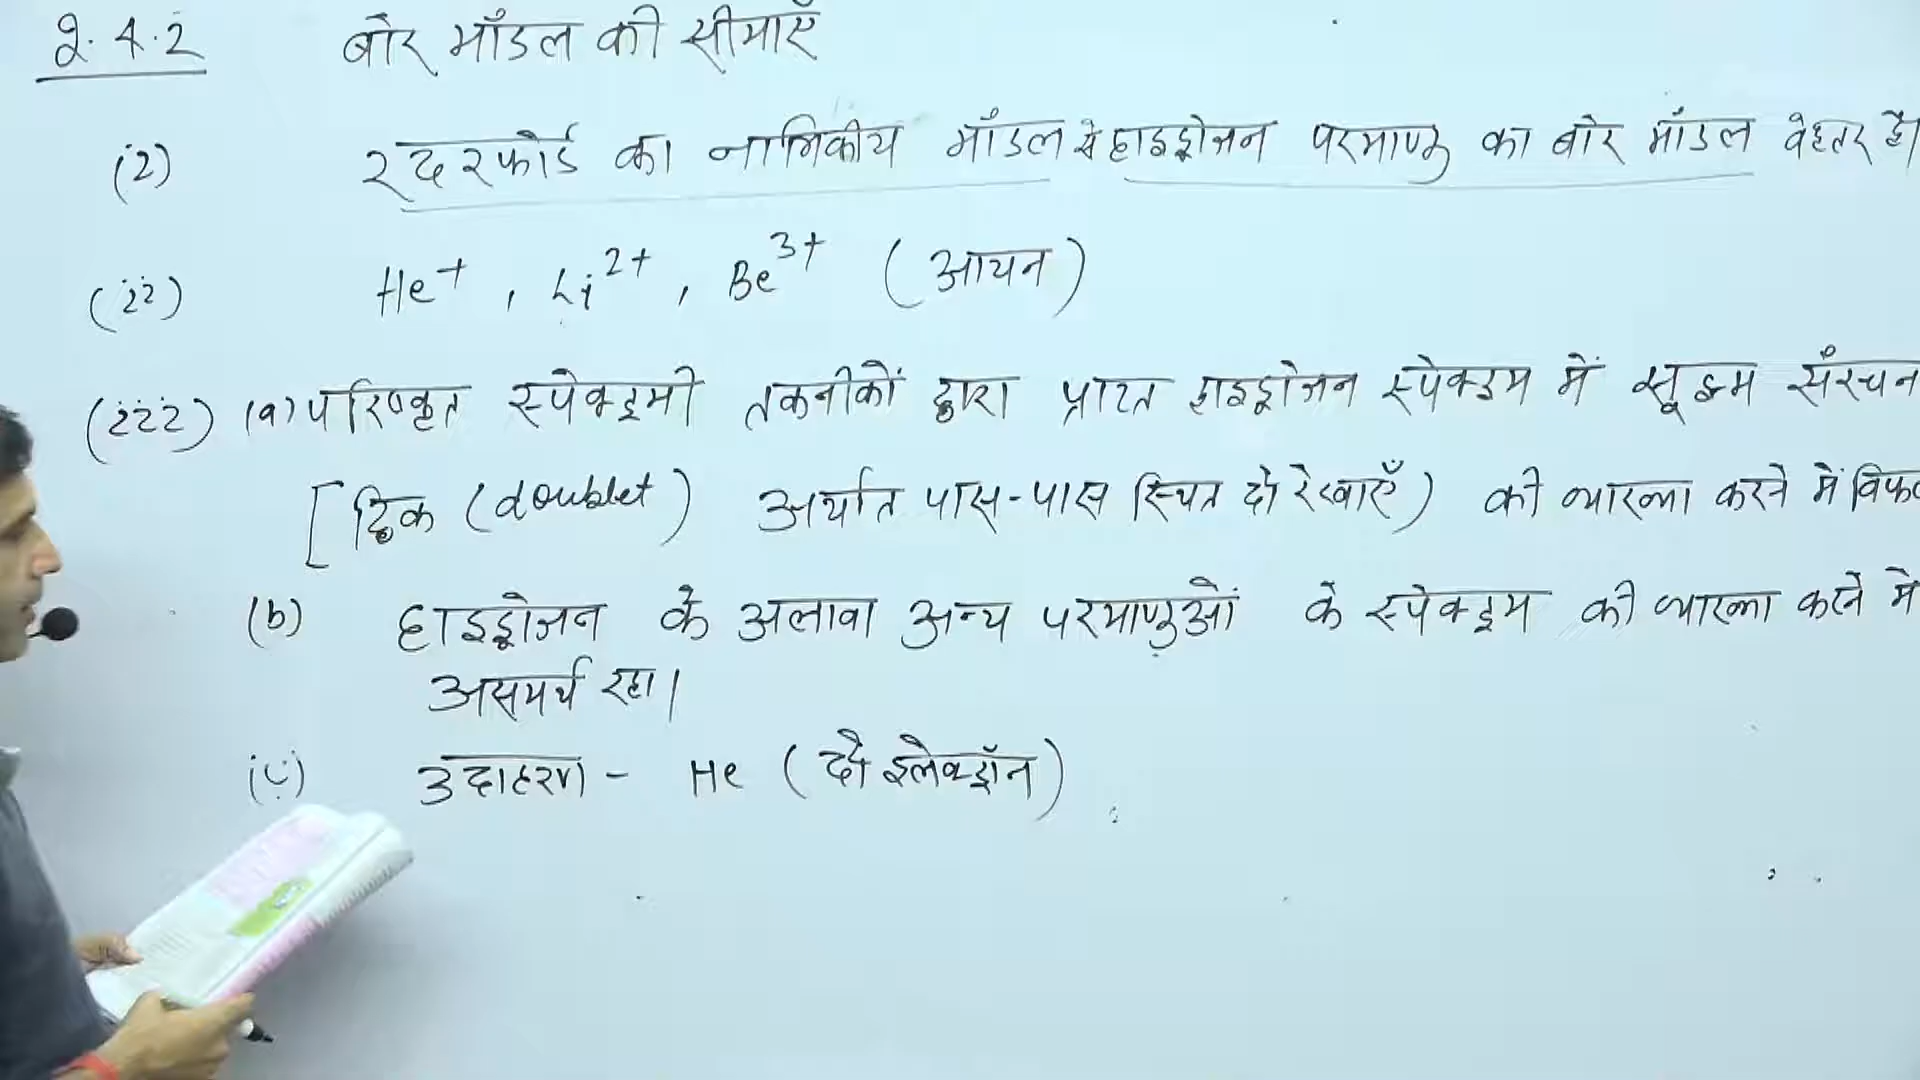 2.4.2 बोर मॉडल की सीमाएँ
(i) रदरफोर्ड का नाभिकीय मॉडल से हाइड्रोजन परमाणु का बोर मॉडल बेहतर है।
(ii) He+ , Li2+ , Be3+ (आयन)
(iii) (a) परिष्कृत स्पेक्ट्रमी तकनीकों द्वारा प्राप्त हाइड्रोजन स्पेक्ट्रम में सूक्ष्म संरचन
[द्विक (doublet) अर्थात पास-पास स्थित दो रेखाएँ) की व्याख्या करने में विफ
(b) हाइड्रोजन के अलावा अन्य परमाणुओं के स्पेक्ट्रम की व्याख्या करने में
असमर्थ रहा।
(c) उदाहरण - He (दो इलेक्ट्रॉन)